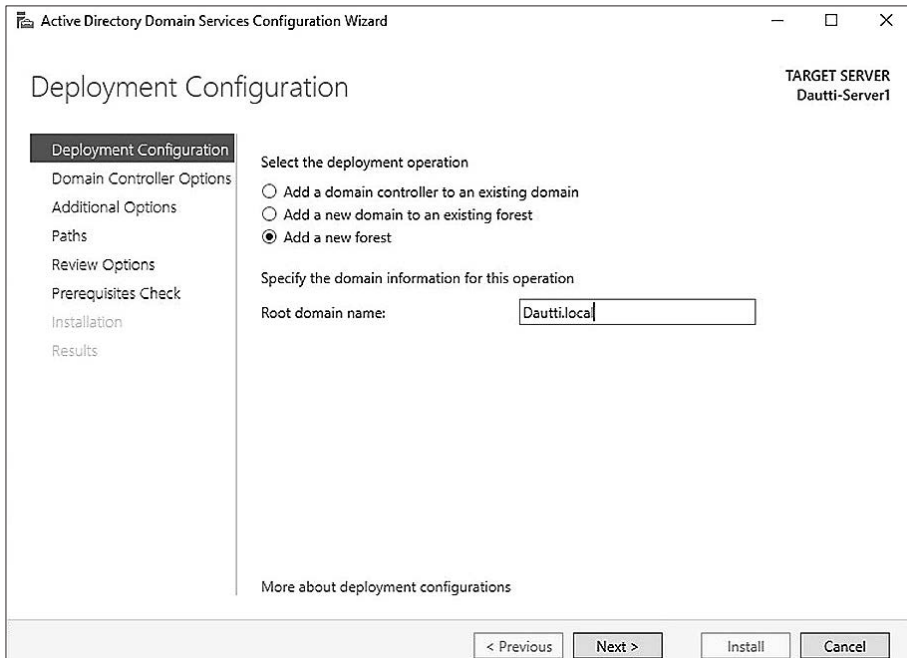 Active Directory Domain Services Configuration Wizard
Deployment Configuration
TARGET SERVER
Dautti-Server1
Deployment Configuration
Domain Controller Options
Additional Options
Paths
Review Options
Prerequisites Check
Installation
Results
Select the deployment operation
Add a domain controller to an existing domain
Add a new domain to an existing forest
Add a new forest
Specify the domain information for this operation
Root domain name: Dautti.local
More about deployment configurations
< Previous Next > Install Cancel